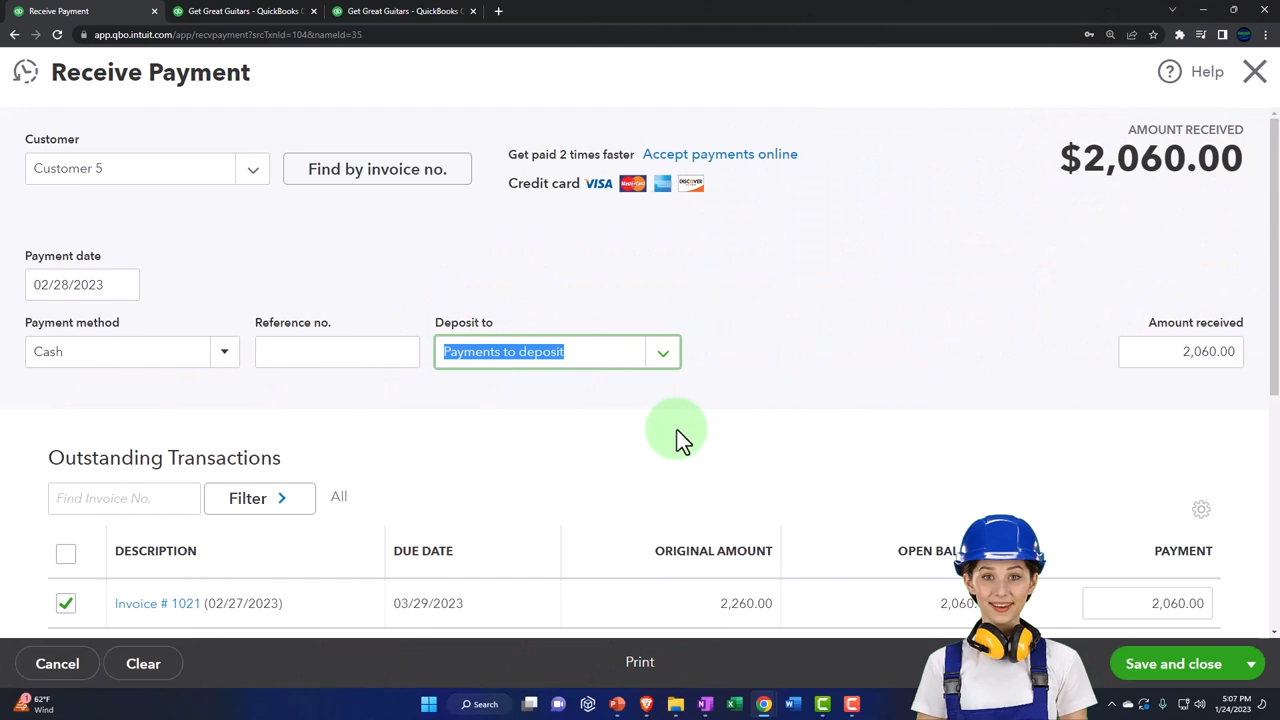 Receive Payment
Get Great Guitars - QuickBooks C
Get Great Guitars - QuickBooks C
app.qbo.intuit.com/app/recvpayment?srcTxnId=104&nameId=35
Receive Payment
Help
Customer
Customer 5
Find by invoice no.
Get paid 2 times faster Accept payments online
Credit card VISA MasterCard DISCOVER
AMOUNT RECEIVED
$2,060.00
Payment date
02/28/2023
Payment method
Reference no.
Deposit to
Amount received
Cash
Payments to deposit
2,060.00
Outstanding Transactions
Find Invoice No.
Filter
All
DESCRIPTION
DUE DATE
ORIGINAL AMOUNT
OPEN BAL
PAYMENT
Invoice # 1021 (02/27/2023)
03/29/2023
2,260.00
2,060.
2,060.00
Cancel
Clear
Print
Save and close
62°F
Wind
Search
5:07 PM
1/24/2023